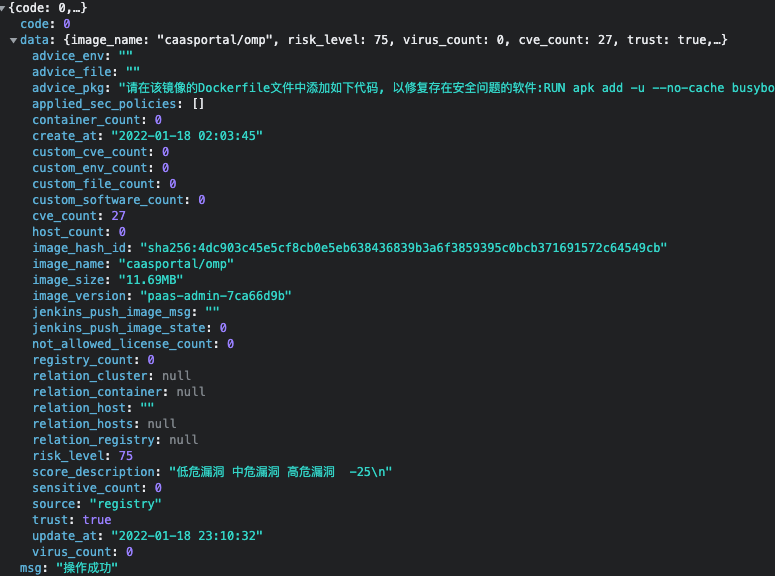 {code: 0,…}
code: 0
data: {image_name: "caasportal/omp", risk_level: 75, virus_count: 0, cve_count: 27, trust: true,…}
advice_env: ""
advice_file: ""
advice_pkg: "请在该镜像的Dockerfile文件中添加如下代码, 以修复存在安全问题的软件:RUN apk add -u --no-cache busybo
applied_sec_policies: []
container_count: 0
create_at: "2022-01-18 02:03:45"
custom_cve_count: 0
custom_env_count: 0
custom_file_count: 0
custom_software_count: 0
cve_count: 27
host_count: 0
image_hash_id: "sha256:4dc903c45e5cf8cb0e5eb638436839b3a6f3859395c0bcb371691572c64549cb"
image_name: "caasportal/omp"
image_size: "11.69MB"
image_version: "paas-admin-7ca66d9b"
jenkins_push_image_msg: ""
jenkins_push_image_state: 0
not_allowed_license_count: 0
registry_count: 0
relation_cluster: null
relation_container: null
relation_host: ""
relation_hosts: null
relation_registry: null
risk_level: 75
score_description: "低危漏洞 中危漏洞 高危漏洞  -25\n"
sensitive_count: 0
source: "registry"
trust: true
update_at: "2022-01-18 23:10:32"
virus_count: 0
msg: "操作成功"